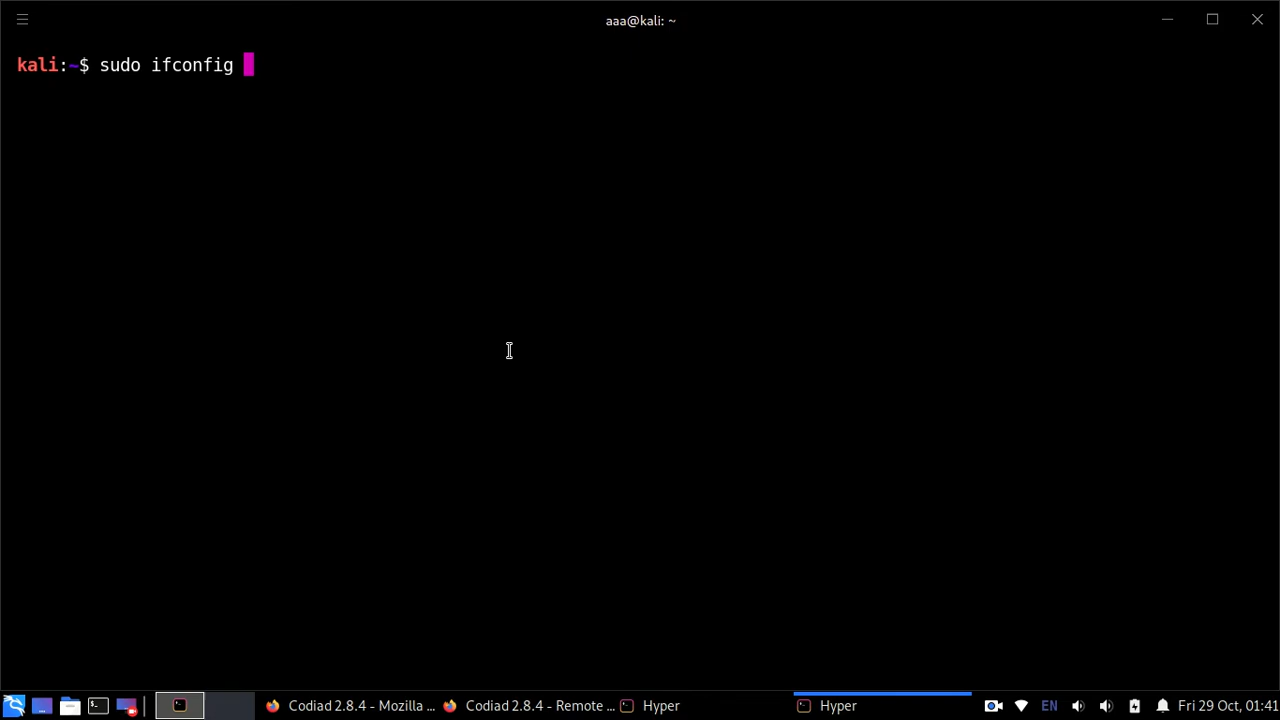 aaa@kali: ~
kali:~$ sudo ifconfig
Codiad 2.8.4 - Mozilla ...
Codiad 2.8.4 - Remote ...
Hyper
Hyper
EN
Fri 29 Oct, 01:41